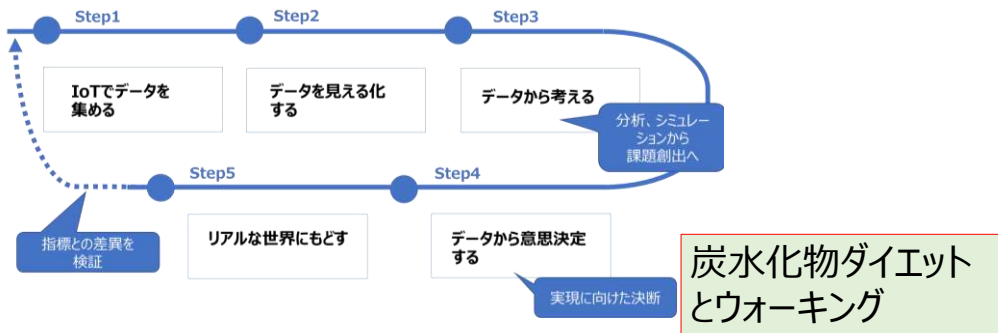 Step1
Step2
Step3
IoTでデータを
集める
データを見える化
する
データから考える
分析、シミュレー
ションから
課題創出へ
Step5
Step4
指標との差異を
検証
リアルな世界にもどす
データから意思決定
する
実現に向けた決断
炭水化物ダイエット
とウォーキング